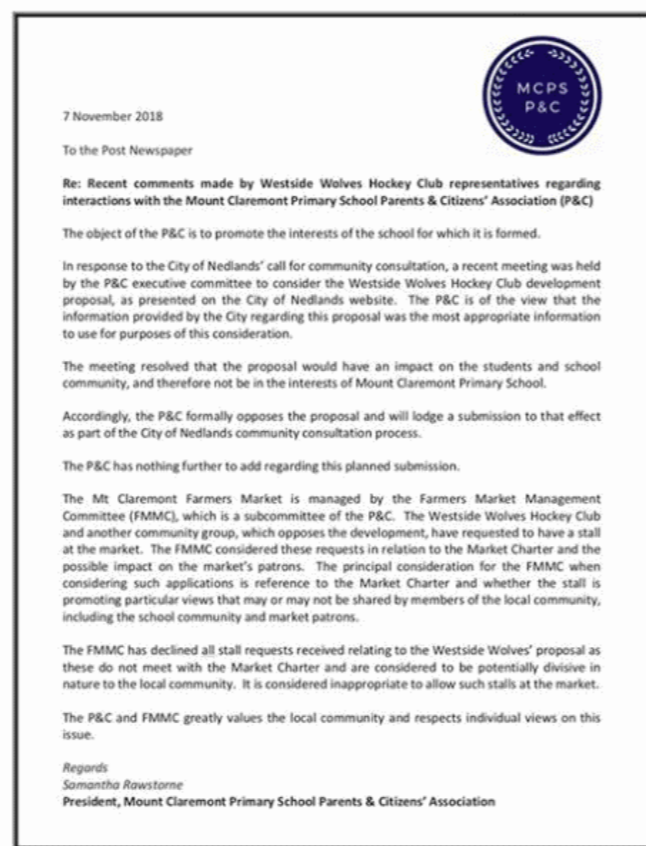 MCPS
P&C
7 November 2018
To the Post Newspaper
Re: Recent comments made by Westside Wolves Hockey Club representatives regarding
interactions with the Mount Claremont Primary School Parents & Citizens' Association (P&C)
The object of the P&C is to promote the interests of the school for which it is formed.
In response to the City of Nedlands' call for community consultation, a recent meeting was held
by the P&C executive committee to consider the Westside Wolves Hockey Club development
proposal, as presented on the City of Nedlands website. The P&C is of the view that the
information provided by the City regarding this proposal was the most appropriate information
to use for purposes of this consideration.
The meeting resolved that the proposal would have an impact on the students and school
community, and therefore not be in the interests of Mount Claremont Primary School.
Accordingly, the P&C formally opposes the proposal and will lodge a submission to that effect
as part of the City of Nedlands community consultation process.
The P&C has nothing further to add regarding this planned submission.
The Mt Claremont Farmers Market is managed by the Farmers Market Management
Committee (FMMC), which is a subcommittee of the P&C. The Westside Wolves Hockey Club
and another community group, which opposes the development, have requested to have a stall
at the market. The FMMC considered these requests in relation to the Market Charter and the
possible impact on the market's patrons. The principal consideration for the FMMC when
considering such applications is reference to the Market Charter and whether the stall is
promoting particular views that may or may not be shared by members of the local community,
including the school community and market patrons.
The FMMC has declined all stall requests received relating to the Westside Wolves' proposal as
these do not meet with the Market Charter and are considered to be potentially divisive in
nature to the local community. It is considered inappropriate to allow such stalls at the market.
The P&C and FMMC greatly values the local community and respects individual views on this
issue.
Regards
Samantha Rawstorne
President, Mount Claremont Primary School Parents & Citizens' Association